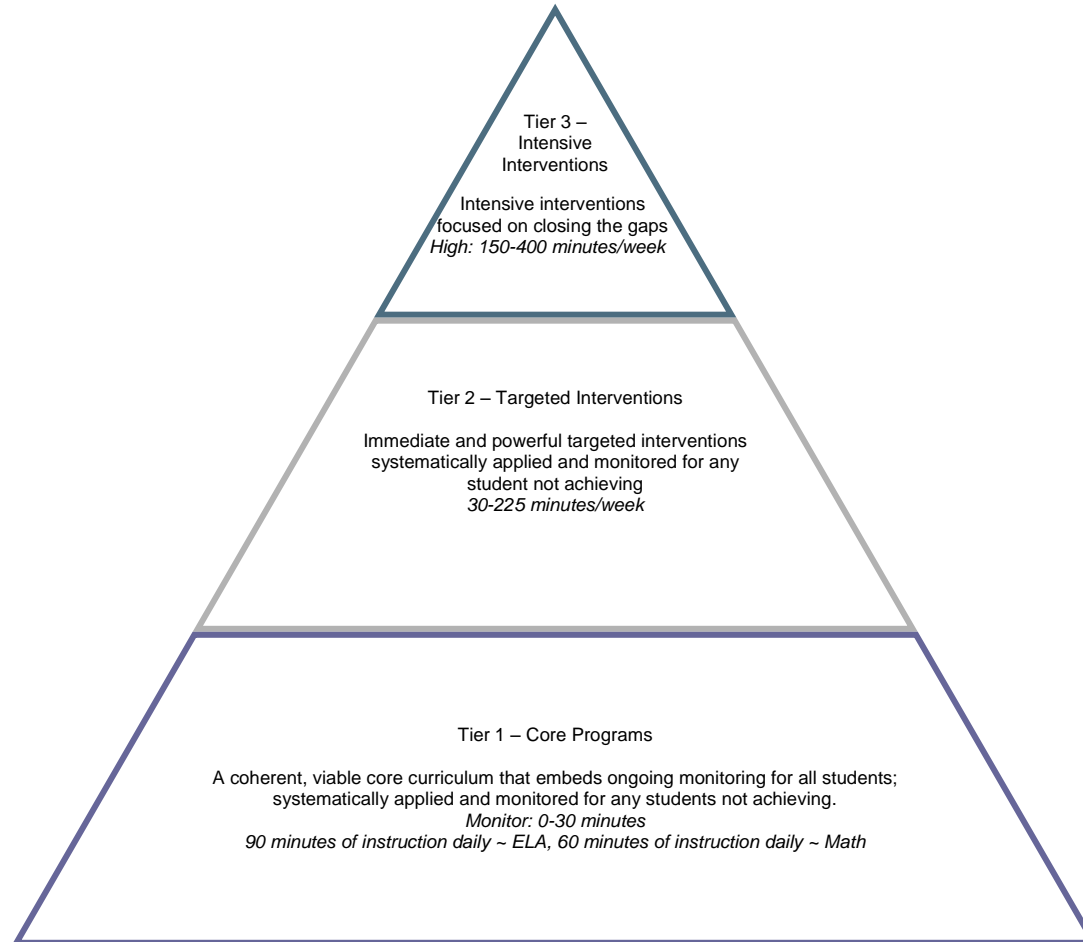 Tier 3 –
Intensive
Interventions
Intensive interventions
focused on closing the gaps
High: 150-400 minutes/week
Tier 2 – Targeted Interventions
Immediate and powerful targeted interventions
systematically applied and monitored for any
student not achieving
30-225 minutes/week
Tier 1 – Core Programs
A coherent, viable core curriculum that embeds ongoing monitoring for all students;
systematically applied and monitored for any students not achieving.
Monitor: 0-30 minutes
90 minutes of instruction daily ~ ELA, 60 minutes of instruction daily ~ Math